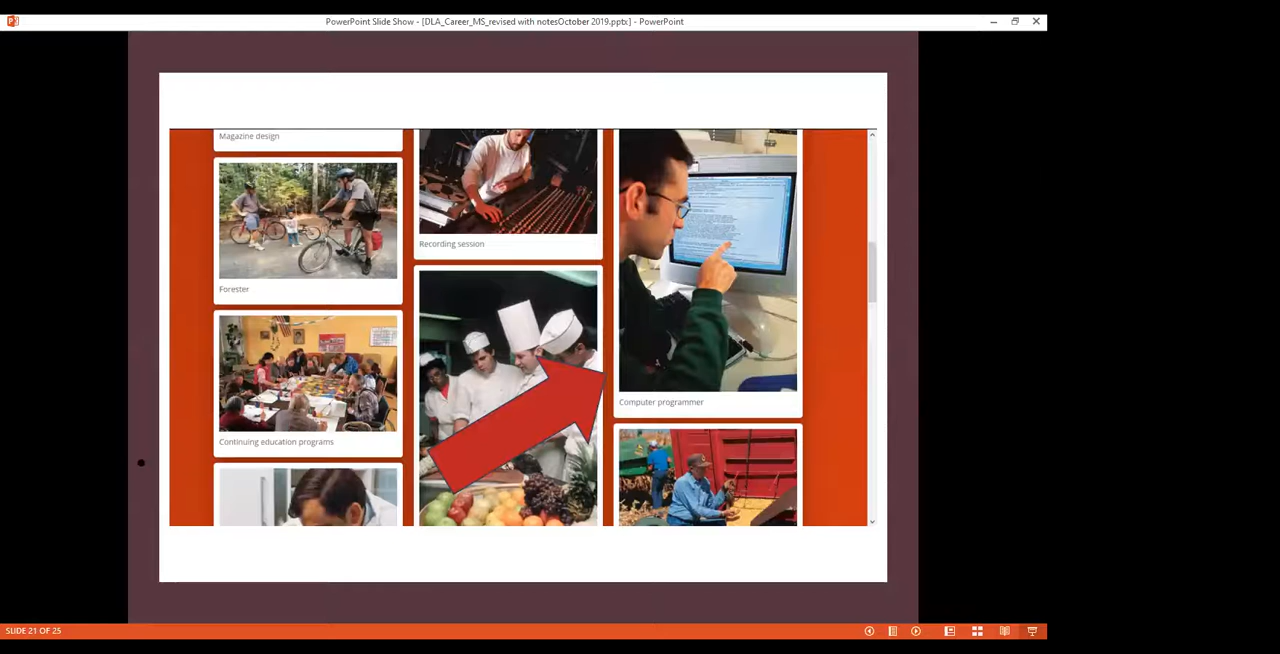 PowerPoint Slide Show - [DLA_Career_MS_revised with notesOctober 2019.pptx] - PowerPoint
Magazine design
Forester
Continuing education programs
Recording session
Computer programmer
SLIDE 21 OF 25